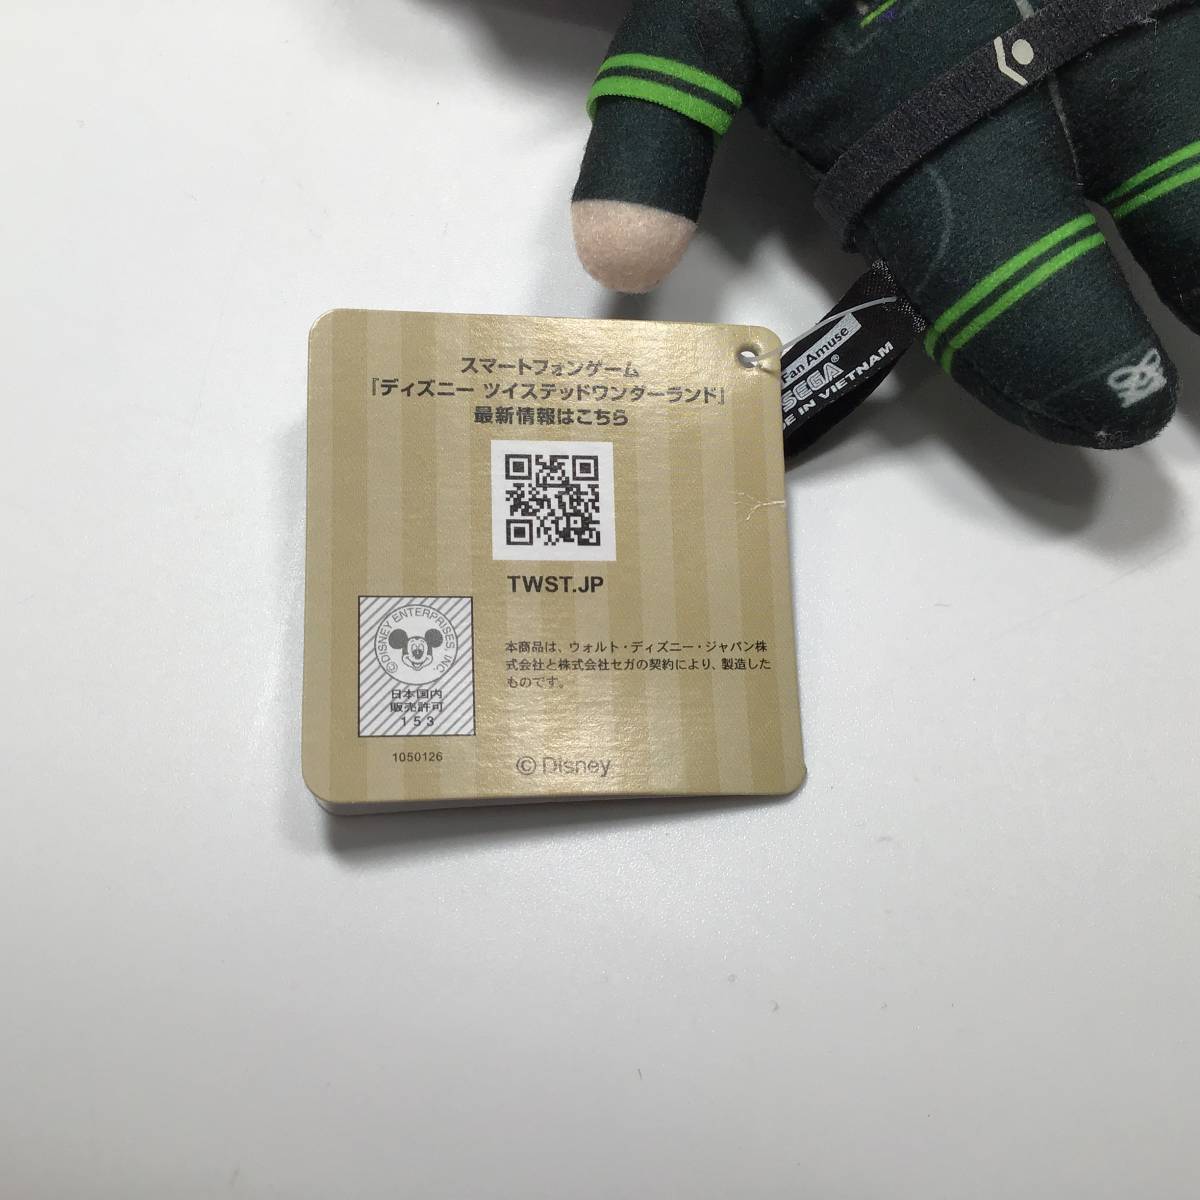 スマートフォンゲーム
『ディズニー ツイステッドワンダーランド』
最新情報はこちら
TWST.JP
©DISNEY ENTERPRISES, INC.
日本国内
販売許可
153
1050126
本商品は、ウォルト・ディズニー・ジャパン株
式会社と株式会社セガの契約により、製造した
ものです。
© Disney
Fan Amuse
SEGA®
DE IN VIETNAM